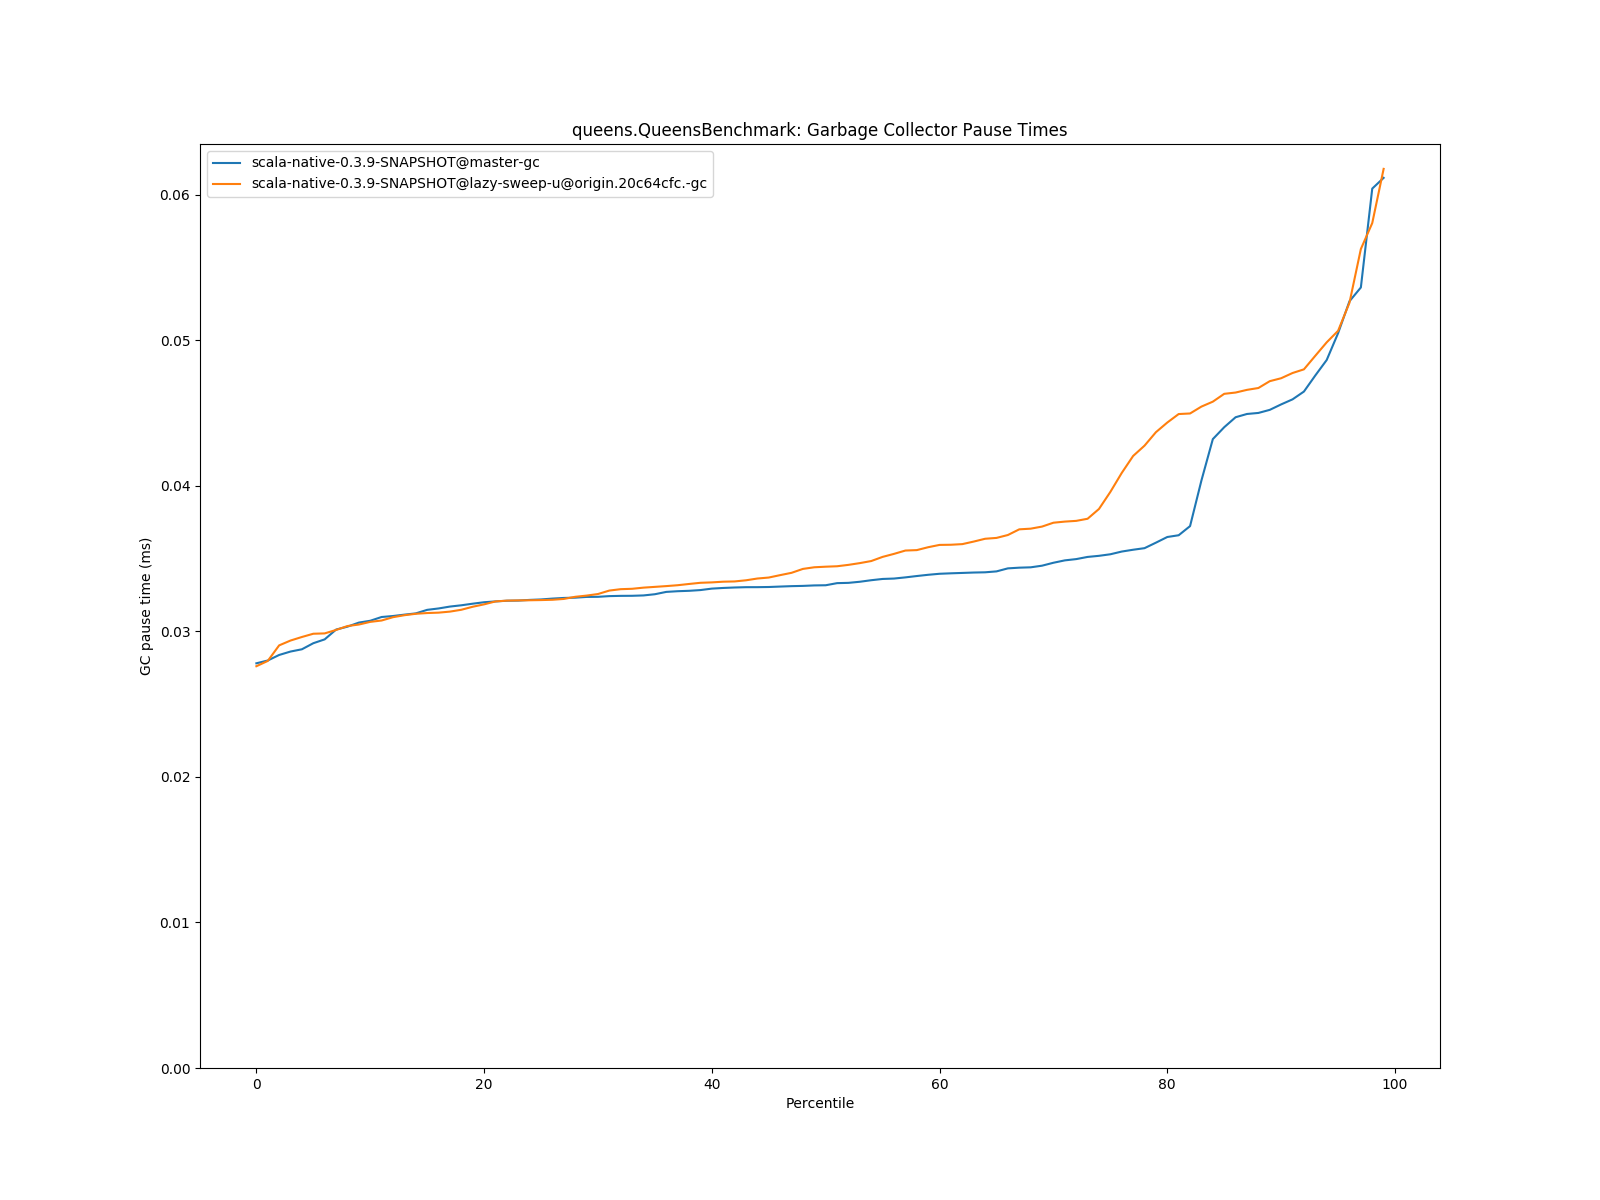 queens.QueensBenchmark: Garbage Collector Pause Times
scala-native-0.3.9-SNAPSHOT@master-gc
scala-native-0.3.9-SNAPSHOT@lazy-sweep-u@origin.20c64cfc.-gc
GC pause time (ms)
0.06
0.05
0.04
0.03
0.02
0.01
0.00
0 20 40 60 80 100
Percentile